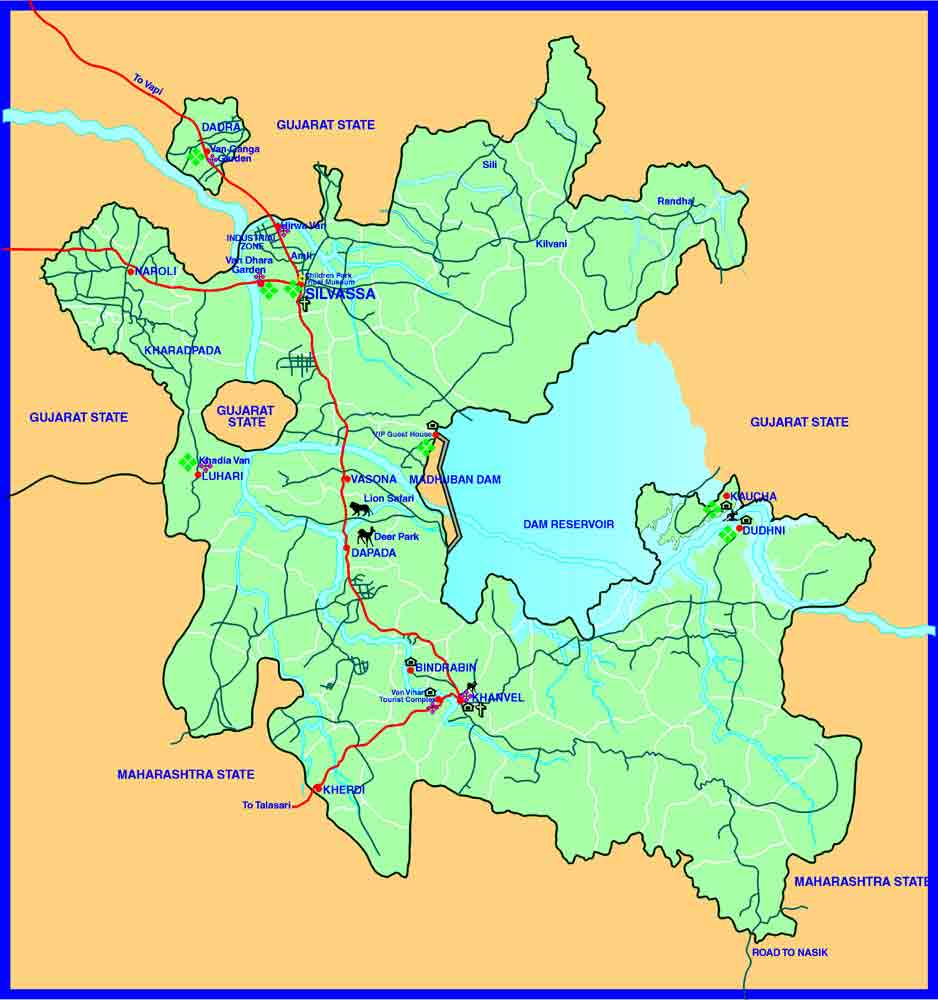 To Vapi
DADRA
GUJARAT STATE
Van Ganga
Garden
Sili
Randha
Hirwa Van
INDUSTRIAL
ZONE
Kilvani
Amli
Van Dhara
Garden
NAROLI
Children Park
Tribal Museum
SILVASSA
KHARADPADA
GUJARAT STATE
GUJARAT
STATE
GUJARAT STATE
VIP Guest House
Khadia Van
LUHARI
VASONA
MADHUBAN DAM
Lion Safari
KAUCHA
DAM RESERVOIR
DUDHNI
Deer Park
DAPADA
BINDRABIN
Van Vihar
Tourist Complex
KHANVEL
MAHARASHTRA STATE
KHERDI
To Talasari
MAHARASHTRA STATE
ROAD TO NASIK